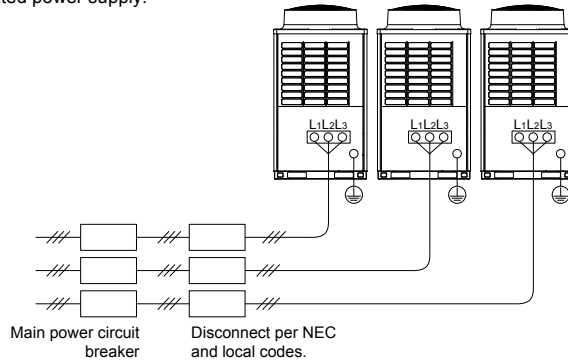 ated power supply.
L1L2L3 L1L2L3 L1L2L3
Main power circuit
breaker
Disconnect per NEC
and local codes.